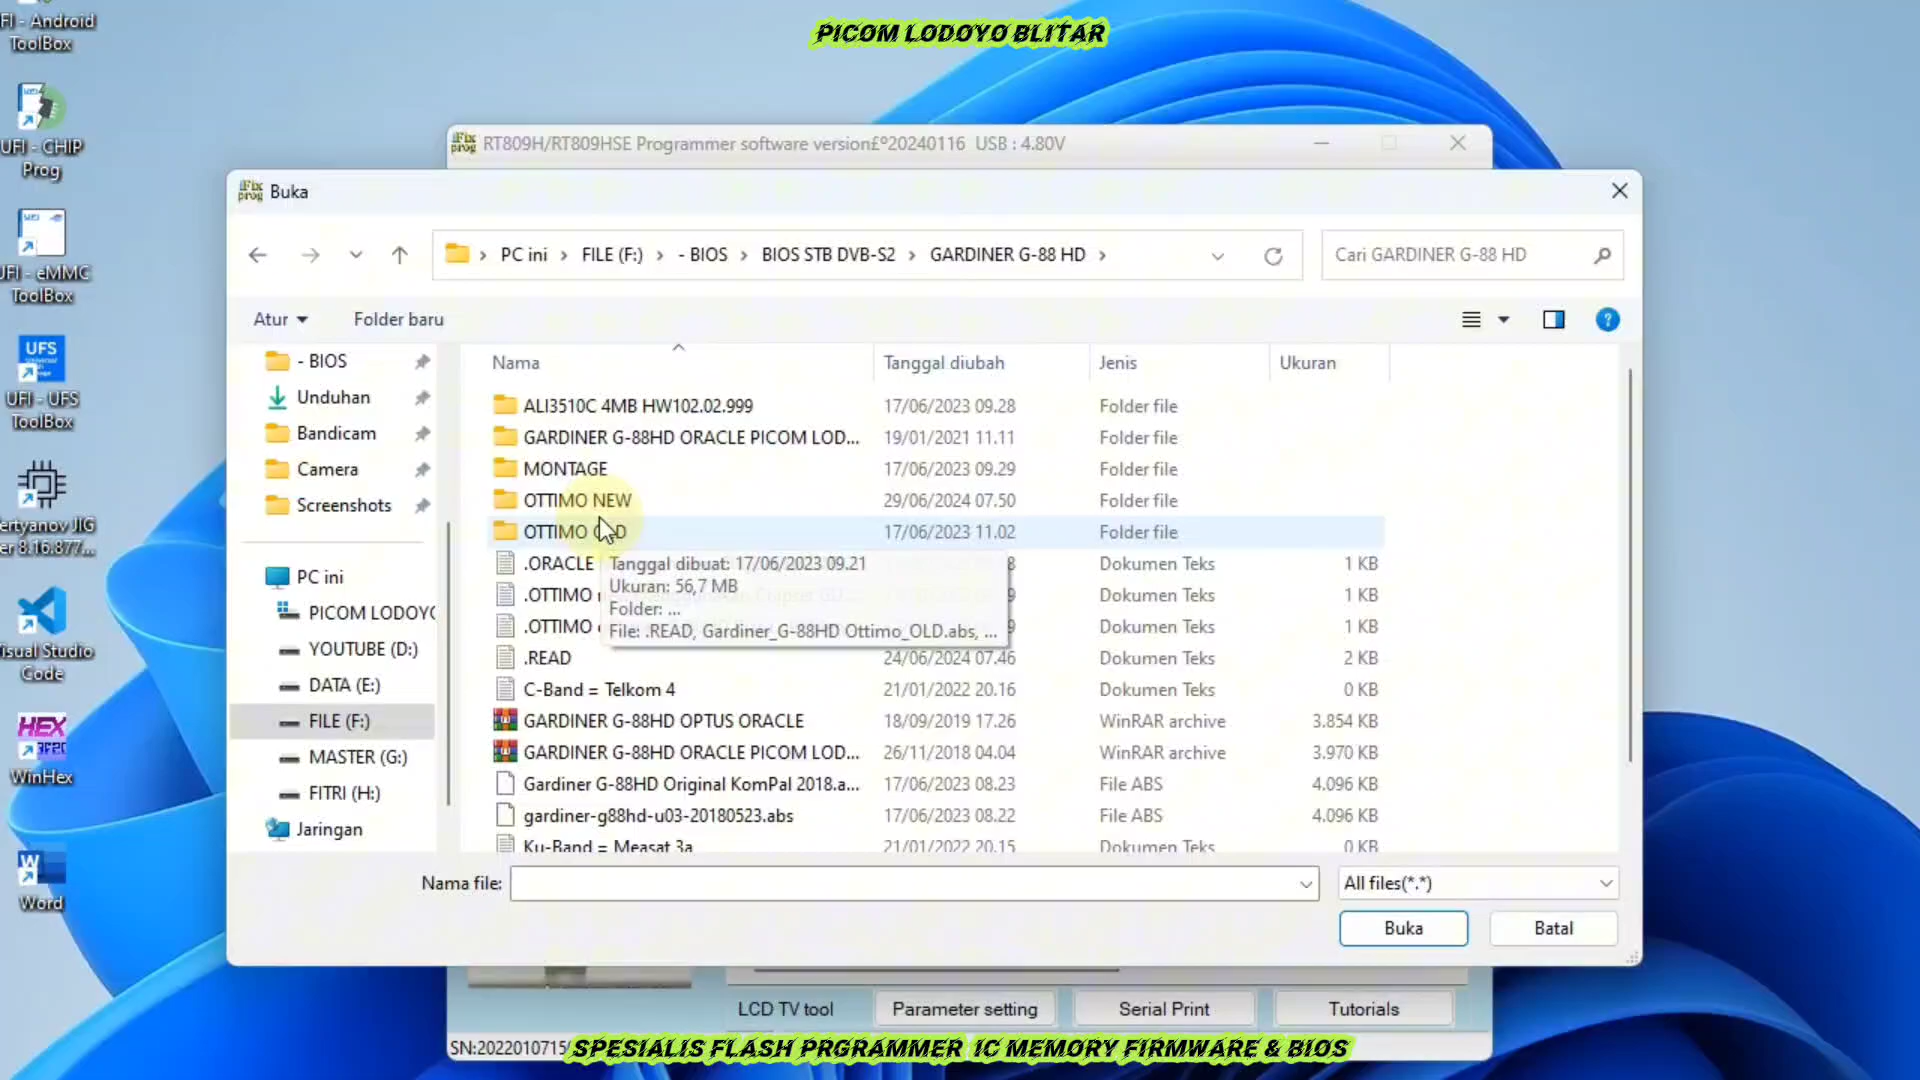 PICOM LODOYO BLITAR
UFI - Android
ToolBox
UFI - CHIP
Prog
UFI - eMMC
ToolBox
UFS
UFI - UFS
ToolBox
ertyanov JIG
er 8.16.877...
Visual Studio
Code
HEX
WinHex
W
Word
iFix
prog
RT809H/RT809HSE Programmer software version£º20240116 USB : 4.80V
iFix
prog
Buka
PC ini
FILE (F:)
- BIOS
BIOS STB DVB-S2
GARDINER G-88 HD
Cari GARDINER G-88 HD
Atur
Folder baru
- BIOS
Unduhan
Bandicam
Camera
Screenshots
PC ini
PICOM LODOYO
YOUTUBE (D:)
DATA (E:)
FILE (F:)
MASTER (G:)
FITRI (H:)
Jaringan
Nama Tanggal diubah Jenis Ukuran
ALI3510C 4MB HW102.02.999 17/06/2023 09.28 Folder file
GARDINER G-88HD ORACLE PICOM LOD... 19/01/2021 11.11 Folder file
MONTAGE 17/06/2023 09.29 Folder file
OTTIMO NEW 29/06/2024 07.50 Folder file
OTTIMO OLD 17/06/2023 11.02 Folder file
.ORACLE Dokumen Teks 1 KB
.OTTIMO Dokumen Teks 1 KB
.OTTIMO Dokumen Teks 1 KB
Tanggal dibuat: 17/06/2023 09.21
Ukuran: 56,7 MB
Folder: ...
File: .READ, Gardiner_G-88HD Ottimo_OLD.abs, ...
.READ 24/06/2024 07.46 Dokumen Teks 2 KB
C-Band = Telkom 4 21/01/2022 20.16 Dokumen Teks 0 KB
GARDINER G-88HD OPTUS ORACLE 18/09/2019 17.26 WinRAR archive 3.854 KB
GARDINER G-88HD ORACLE PICOM LOD... 26/11/2018 04.04 WinRAR archive 3.970 KB
Gardiner G-88HD Original KomPal 2018.a... 17/06/2023 08.23 File ABS 4.096 KB
gardiner-g88hd-u03-20180523.abs 17/06/2023 08.22 File ABS 4.096 KB
Ku-Band = Measat 3a 21/01/2022 20.15 Dokumen Teks 0 KB
Nama file:
All files(*.*)
Buka
Batal
LCD TV tool
Parameter setting
Serial Print
Tutorials
SN:2022010715/
SPESIALIS FLASH PRGRAMMER IC MEMORY FIRMWARE & BIOS